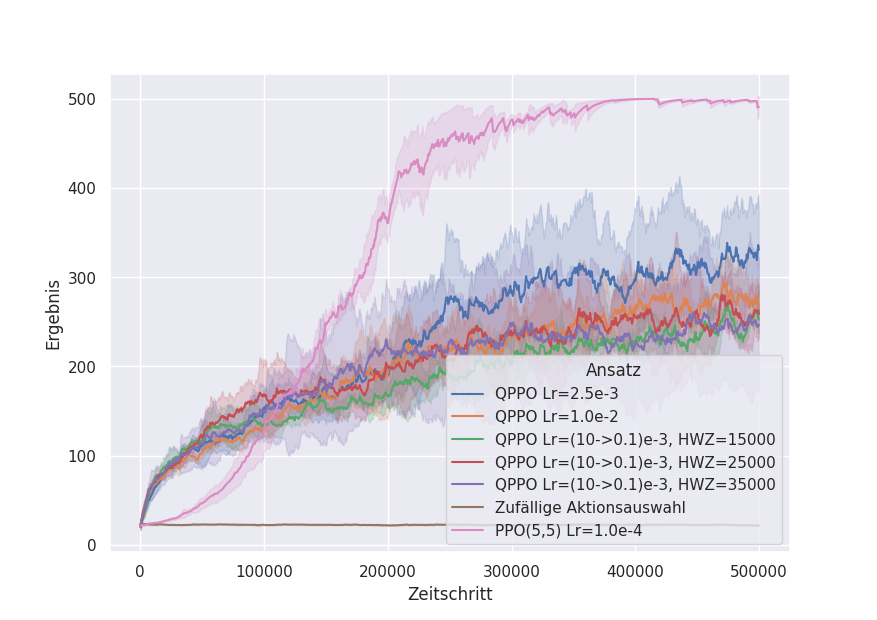 500
400
300
200
100
0
Ergebnis
Ansatz
QPPO Lr=2.5e-3
QPPO Lr=1.0e-2
QPPO Lr=(10->0.1)e-3, HWZ=15000
QPPO Lr=(10->0.1)e-3, HWZ=25000
QPPO Lr=(10->0.1)e-3, HWZ=35000
Zufällige Aktionsauswahl
PPO(5,5) Lr=1.0e-4
0 100000 200000 300000 400000 500000
Zeitschritt